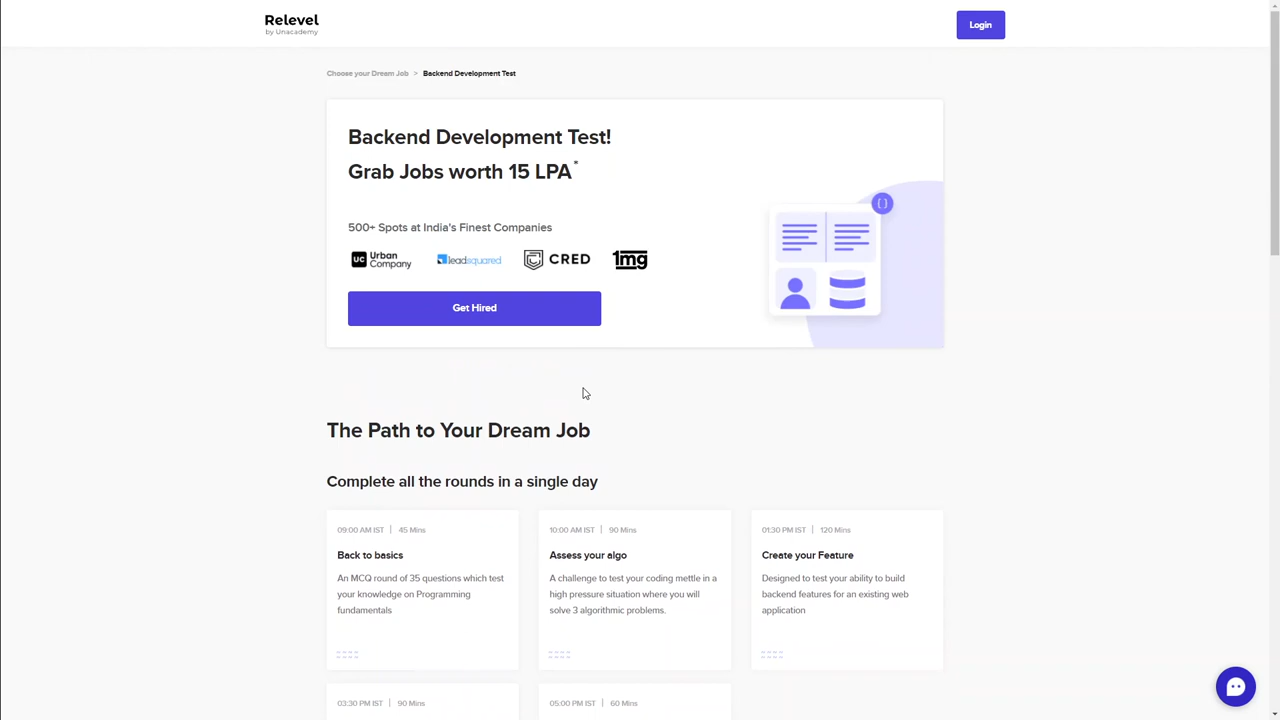 Relevel
by Unacademy
Login
Choose your Dream Job > Backend Development Test
Backend Development Test!
Grab Jobs worth 15 LPA*
500+ Spots at India's Finest Companies
UC Urban Company
leadsquared
CRED
1mg
Get Hired
The Path to Your Dream Job
Complete all the rounds in a single day
09:00 AM IST | 45 Mins
Back to basics
An MCQ round of 35 questions which test
your knowledge on Programming
fundamentals
10:00 AM IST | 90 Mins
Assess your algo
A challenge to test your coding mettle in a
high pressure situation where you will
solve 3 algorithmic problems.
01:30 PM IST | 120 Mins
Create your Feature
Designed to test your ability to build
backend features for an existing web
application
03:30 PM IST | 90 Mins
05:00 PM IST | 60 Mins